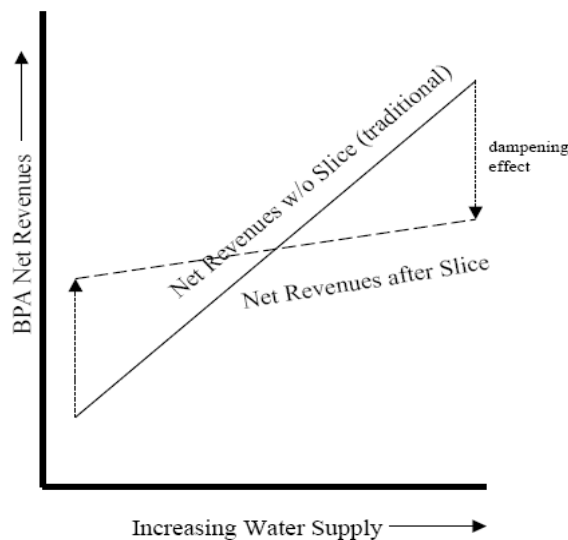 BPA Net Revenues
Net Revenues w/o Slice (traditional)
dampening
effect
Net Revenues after Slice
Increasing Water Supply